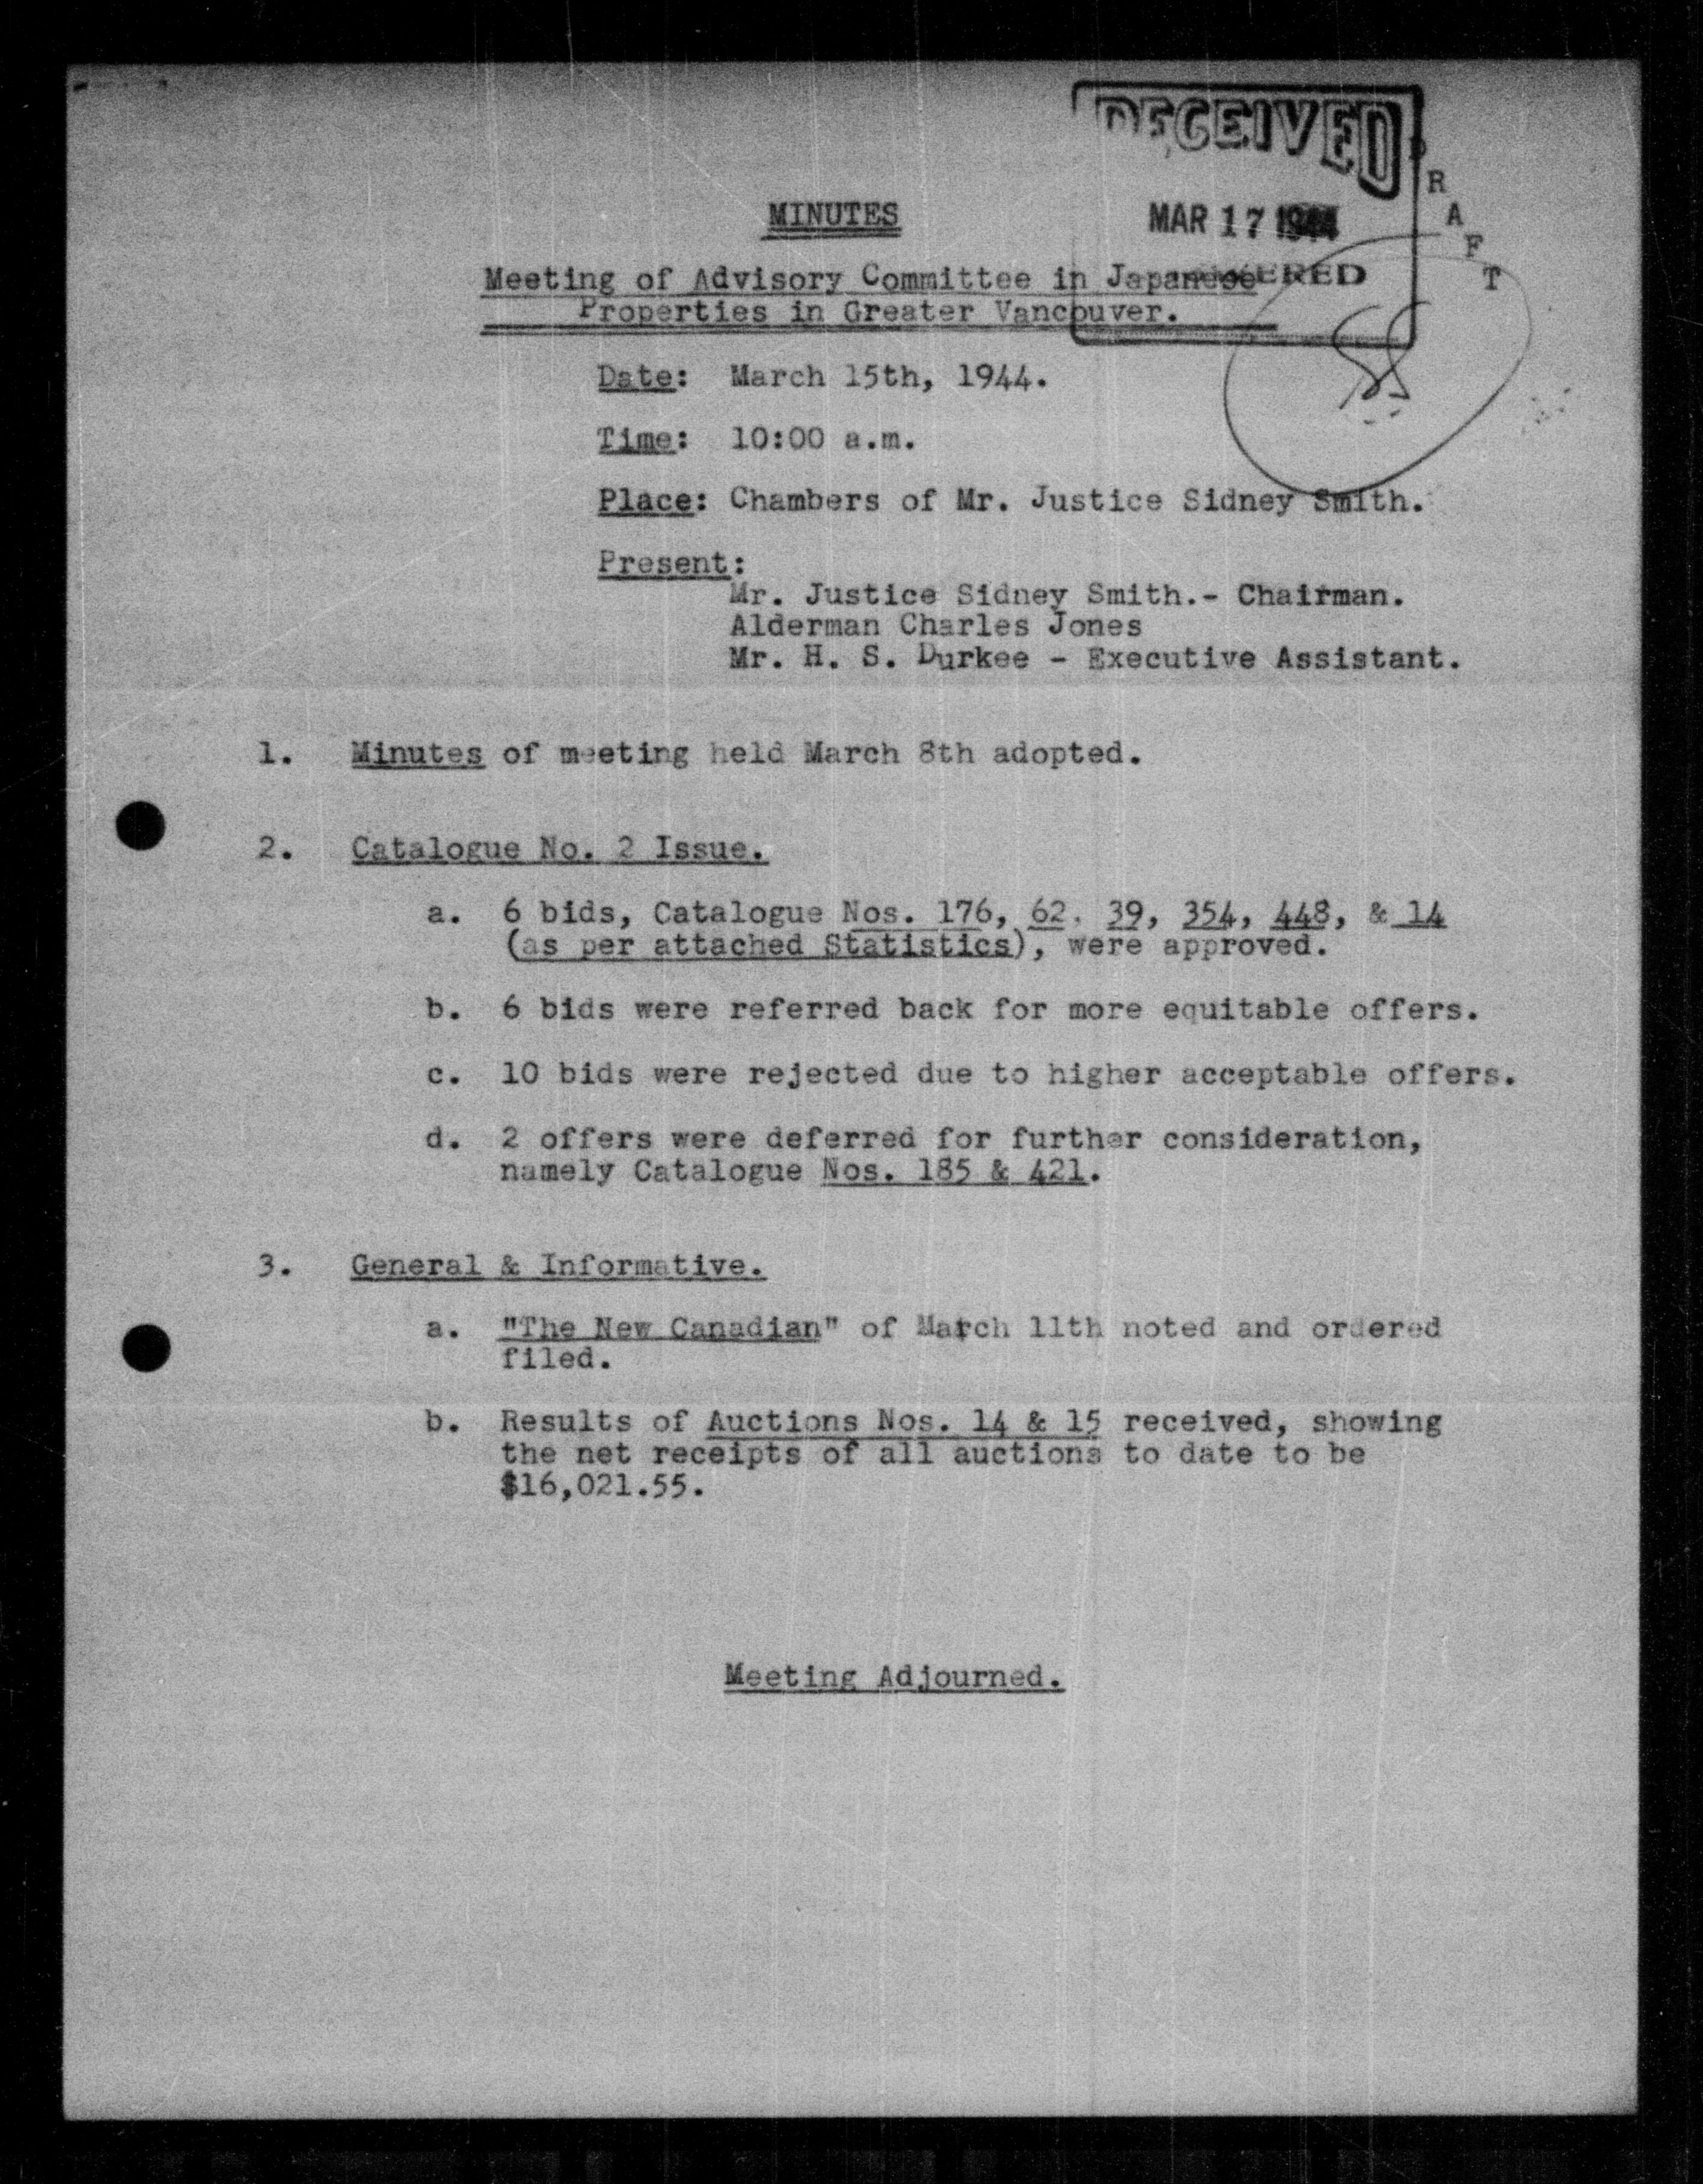 RECEIVED
DRAFT
MINUTES
MAR 17 1944
Meeting of Advisory Committee in Japanese
Properties in Greater Vancouver.
Date: March 15th, 1944.
Time: 10:00 a.m.
Place: Chambers of Mr. Justice Sidney Smith.
Present:
Mr. Justice Sidney Smith.- Chairman.
Alderman Charles Jones
Mr. H. S. Durkee - Executive Assistant.
1. Minutes of meeting held March 8th adopted.
2. Catalogue No. 2 Issue.
a. 6 bids, Catalogue Nos. 176, 62, 39, 354, 448, & 14
(as per attached Statistics), were approved.
b. 6 bids were referred back for more equitable offers.
c. 10 bids were rejected due to higher acceptable offers.
d. 2 offers were deferred for further consideration,
namely Catalogue Nos. 185 & 421.
3. General & Informative.
a. "The New Canadian" of March 11th noted and ordered
filed.
b. Results of Auctions Nos. 14 & 15 received, showing
the net receipts of all auctions to date to be
$16,021.55.
Meeting Adjourned.